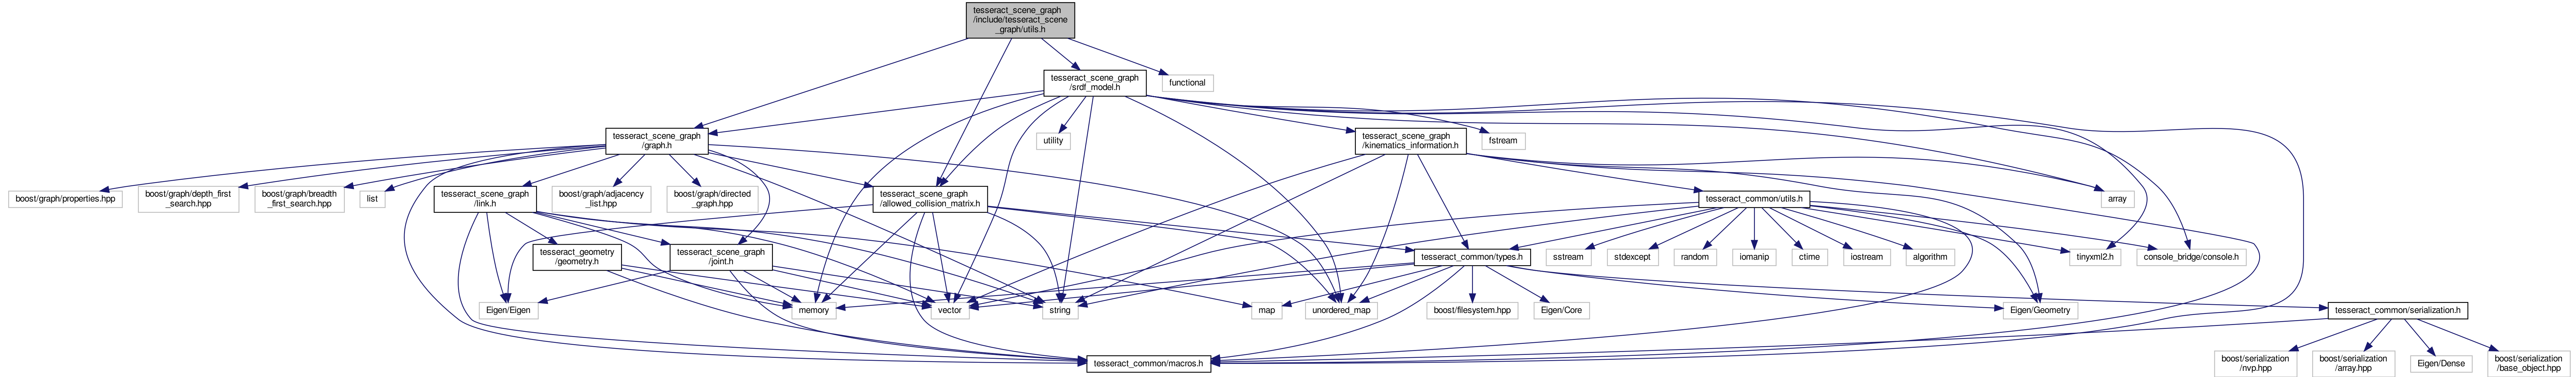 tesseract_scene_graph
/include/tesseract_scene
_graph/utils.h
tesseract_scene_graph
/srdf_model.h
functional
tesseract_scene_graph
/graph.h
utility
tesseract_scene_graph
/kinematics_information.h
fstream
boost/graph/properties.hpp
boost/graph/depth_first
_search.hpp
boost/graph/breadth
_first_search.hpp
list
tesseract_scene_graph
/link.h
boost/graph/adjacency
_list.hpp
boost/graph/directed
_graph.hpp
tesseract_scene_graph
/allowed_collision_matrix.h
tesseract_common/utils.h
array
tesseract_geometry
/geometry.h
tesseract_scene_graph
/joint.h
tesseract_common/types.h
sstream
stdexcept
random
iomanip
ctime
iostream
algorithm
tinyxml2.h
console_bridge/console.h
Eigen/Eigen
memory
vector
string
map
unordered_map
boost/filesystem.hpp
Eigen/Core
Eigen/Geometry
tesseract_common/serialization.h
tesseract_common/macros.h
boost/serialization
/nvp.hpp
boost/serialization
/array.hpp
Eigen/Dense
boost/serialization
/base_object.hpp